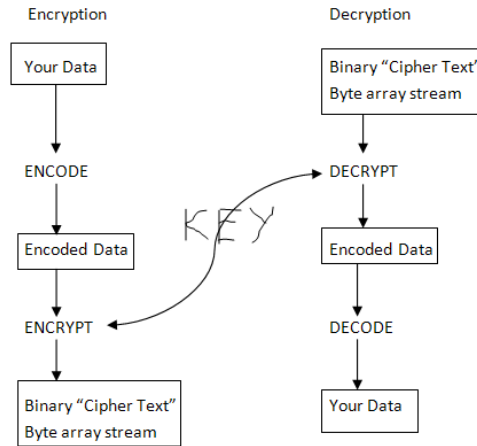 Encryption
Your Data
ENCODE
Encoded Data
ENCRYPT
Binary “Cipher Text”
Byte array stream
KEY
Decryption
Binary “Cipher Text”
Byte array stream
DECRYPT
Encoded Data
DECODE
Your Data